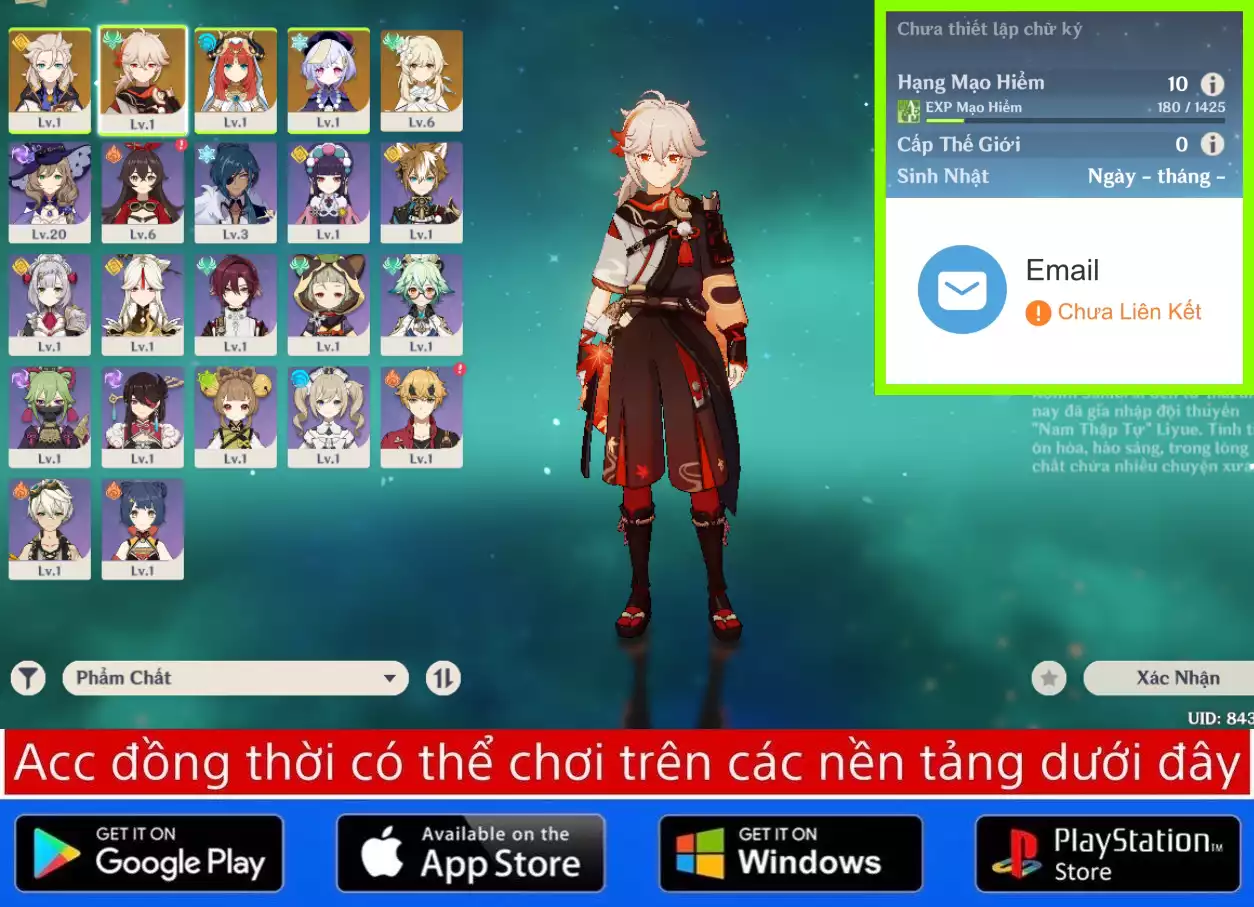 Lv.1
Lv.1
Lv.1
Lv.1
Lv.6
Lv.20
Lv.6
Lv.3
Lv.1
Lv.1
Lv.1
Lv.1
Lv.1
Lv.1
Lv.1
Lv.1
Lv.1
Lv.1
Lv.1
Lv.1
Lv.1
Lv.1
Chưa thiết lập chữ ký
Hạng Mạo Hiểm 10
EXP Mạo Hiểm 180 / 1425
Cấp Thế Giới 0
Sinh Nhật Ngày - tháng -
Email
Chưa Liên Kết
nay đã gia nhập đội thuyền
"Nam Thập Tự" Liyue. Tính t
ôn hòa, hào sảng, trong lòng
chất chứa nhiều chuyện xưa
Phẩm Chất
Xác Nhận
UID: 843
Acc đồng thời có thể chơi trên các nền tảng dưới đây
GET IT ON
Google Play
Available on the
App Store
GET IT ON
Windows
PlayStation™
Store